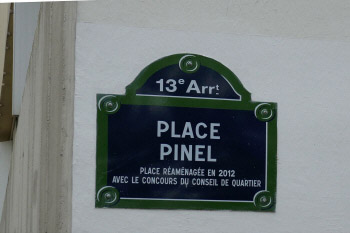 13e Arrt
PLACE
PINEL
PLACE RÉAMÉNAGÉE EN 2012
AVEC LE CONCOURS DU CONSEIL DE QUARTIER